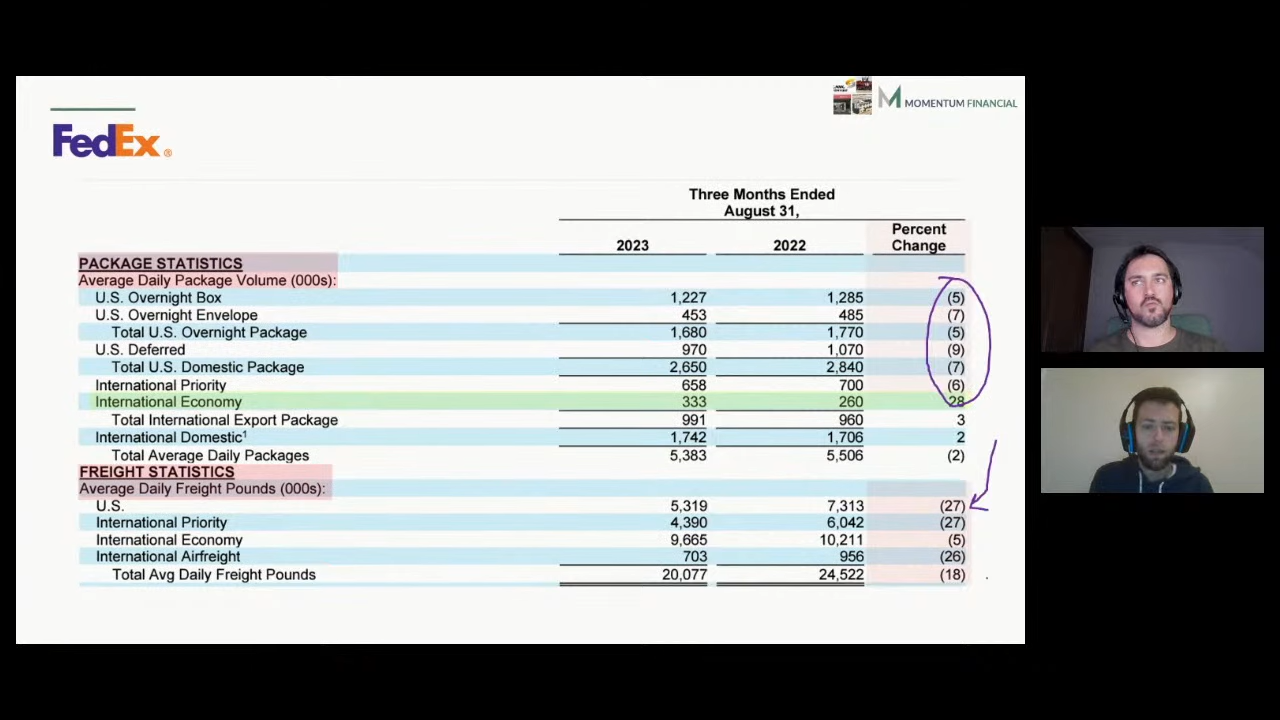 MOMENTUM FINANCIAL
FedEx®
Three Months Ended
August 31,
Percent
2023 2022 Change
PACKAGE STATISTICS
Average Daily Package Volume (000s):
U.S. Overnight Box 1,227 1,285 (5)
U.S. Overnight Envelope 453 485 (7)
Total U.S. Overnight Package 1,680 1,770 (5)
U.S. Deferred 970 1,070 (9)
Total U.S. Domestic Package 2,650 2,840 (7)
International Priority 658 700 (6)
International Economy 333 260 28
Total International Export Package 991 960 3
International Domestic¹ 1,742 1,706 2
Total Average Daily Packages 5,383 5,506 (2)
FREIGHT STATISTICS
Average Daily Freight Pounds (000s):
U.S. 5,319 7,313 (27)
International Priority 4,390 6,042 (27)
International Economy 9,665 10,211 (5)
International Airfreight 703 956 (26)
Total Avg Daily Freight Pounds 20,077 24,522 (18)